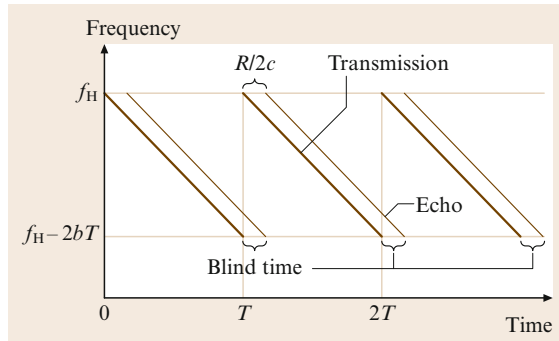 Frequency
R/2c
Transmission
f_H
Echo
f_H – 2bT
Blind time
0
T
2T
Time